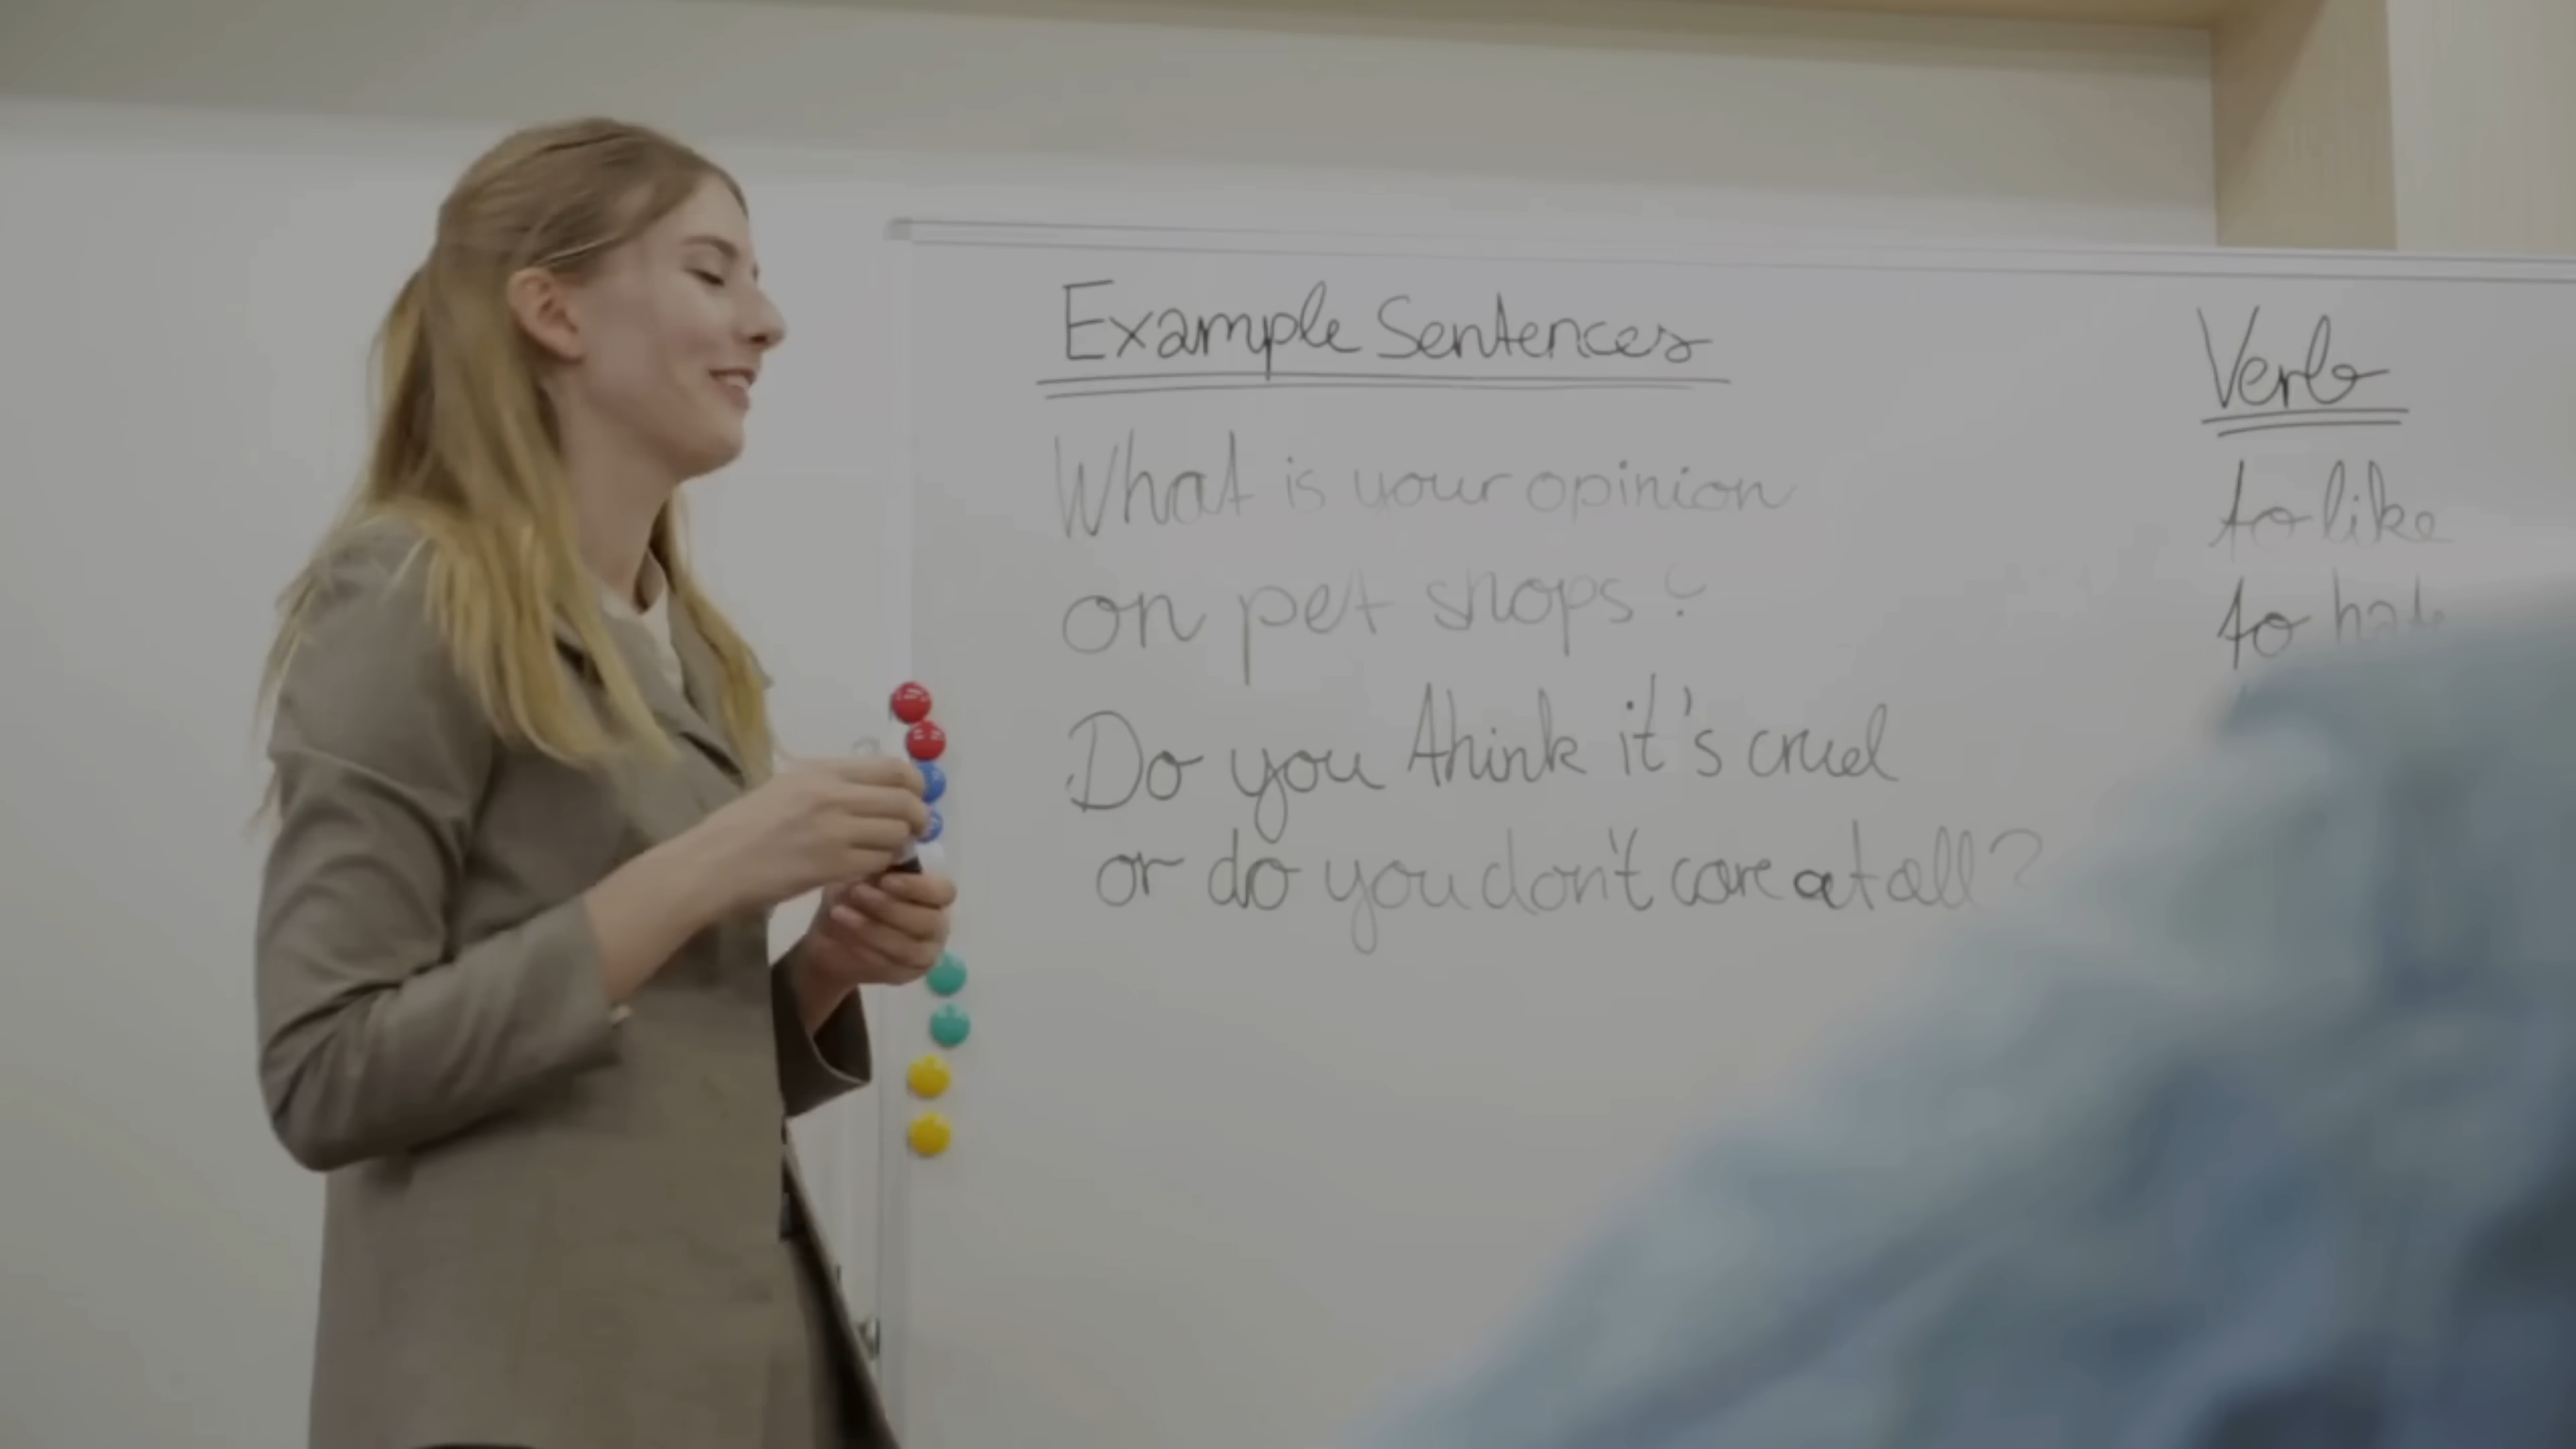 Example Sentences
What is your opinion
on pet shops?
Do you think it's cruel
or do you don't care at all?
Verb
to like
to hate